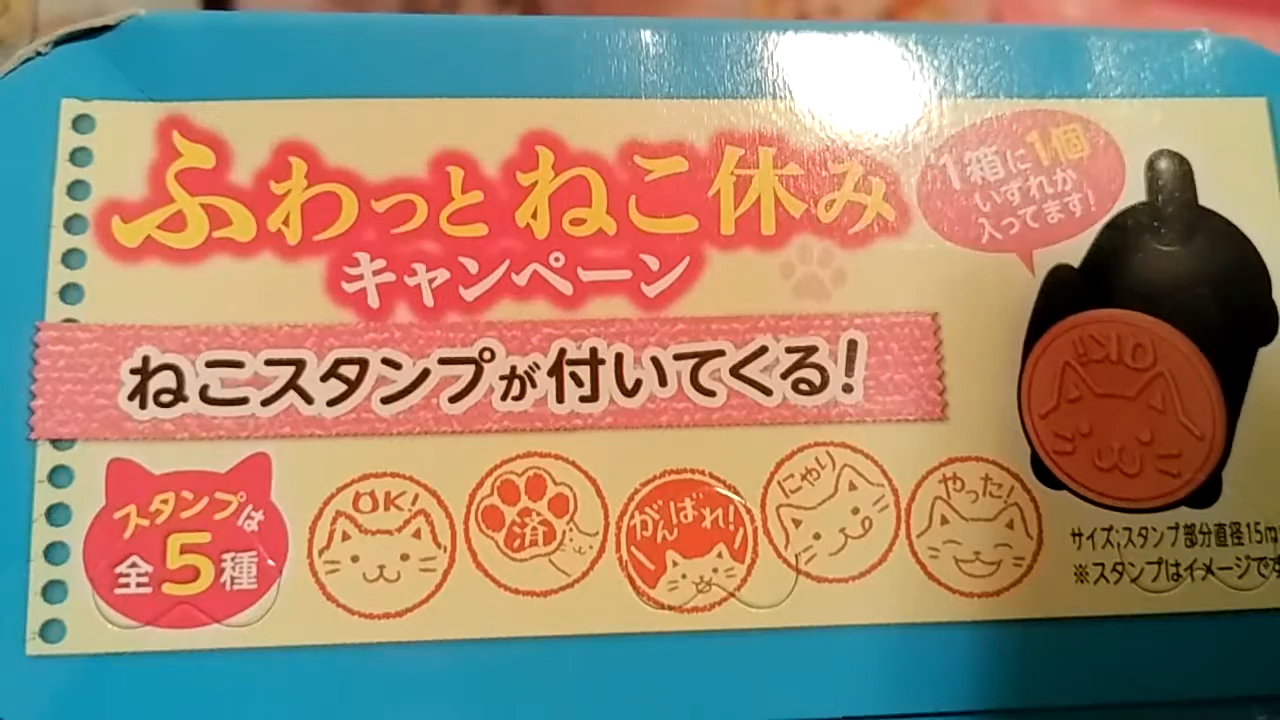 ふわっとねこ休み
キャンペーン
1箱に1個
いずれか
入ってます!
ねこスタンプが付いてくる!
スタンプは
全5種
OK!
済
がんばれ!
にゃり
やった!
OK!
サイズ:スタンプ部分直径15m
※スタンプはイメージです